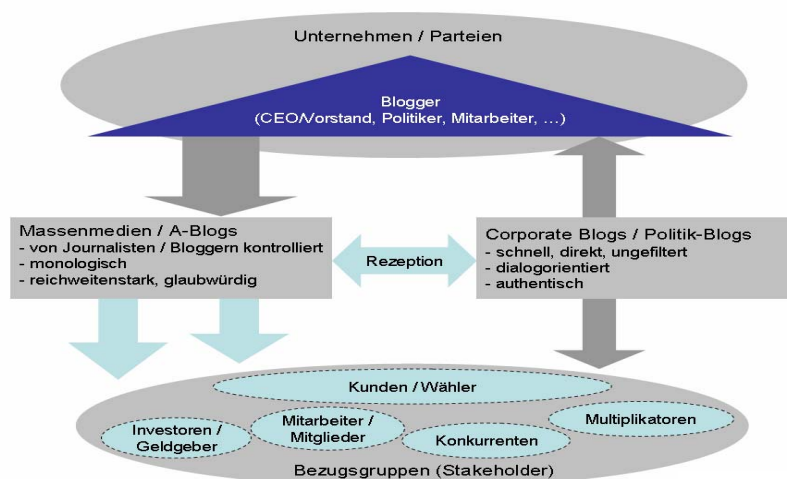 Unternehmen / Parteien
Blogger
(CEO/Vorstand, Politiker, Mitarbeiter, …)
Massenmedien / A-Blogs
- von Journalisten / Bloggern kontrolliert
- monologisch
- reichweitenstark, glaubwürdig
Rezeption
Corporate Blogs / Politik-Blogs
- schnell, direkt, ungefiltert
- dialogorientiert
- authentisch
Kunden / Wähler
Investoren /
Geldgeber
Mitarbeiter /
Mitglieder
Konkurrenten
Multiplikatoren
Bezugsgruppen (Stakeholder)